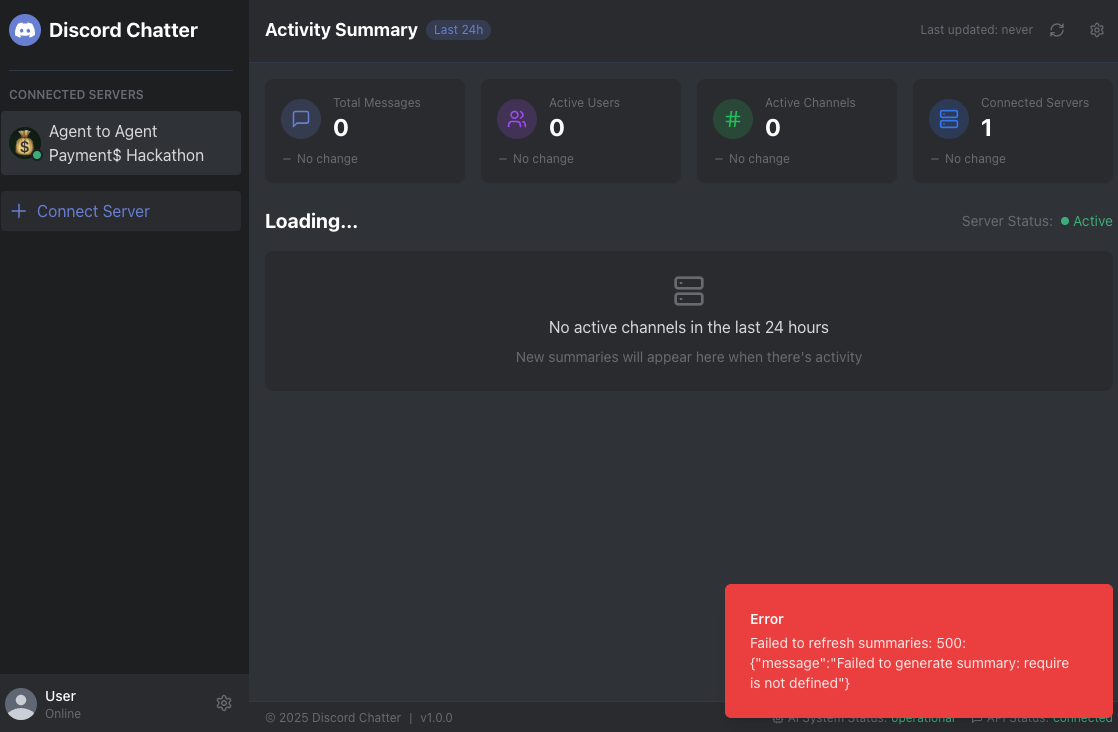 Discord Chatter
CONNECTED SERVERS
Agent to Agent
Payment$ Hackathon
Connect Server
User
Online
Activity Summary
Last 24h
Last updated: never
Total Messages
0
No change
Active Users
0
No change
Active Channels
0
No change
Connected Servers
1
No change
Loading...
Server Status:
Active
No active channels in the last 24 hours
New summaries will appear here when there's activity
Error
Failed to refresh summaries: 500:
{"message":"Failed to generate summary: require
is not defined"}
© 2025 Discord Chatter | v1.0.0
AI System Status: operational
API Status: connected